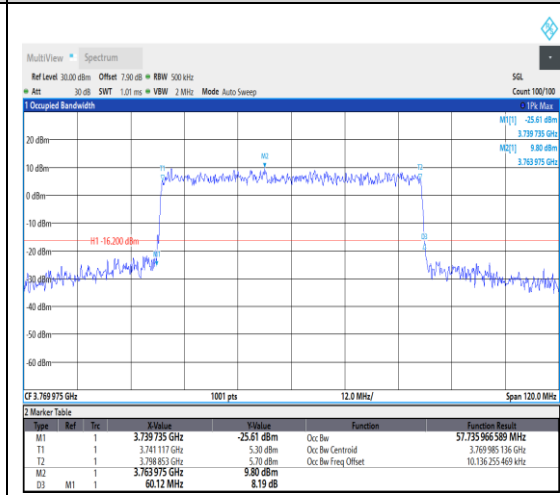 MultiView Spectrum
Ref Level 30.00 dBm Offset 7.90 dB RBW 500 kHz SGL
Att 30 dB SWT 1.01 ms VBW 2 MHz Mode Auto Sweep Count 100/100
1 Occupied Bandwidth 1Pk Max
M1[1] -25.61 dBm
3.739 735 GHz
M2[1] 9.80 dBm
3.763 975 GHz
20 dBm
10 dBm
T1 M2 T2
0 dBm
-10 dBm
H1 -16.200 dBm
D3
-20 dBm
M1
-30 dBm
-40 dBm
-50 dBm
-60 dBm
CF 3.769 975 GHz 1001 pts 12.0 MHz/ Span 120.0 MHz
2 Marker Table
Type Ref Trc X-Value Y-Value Function Function Result
M1 1 3.739 735 GHz -25.61 dBm Occ Bw 57.735 966 589 MHz
T1 1 3.741 117 GHz 5.30 dBm Occ Bw Centroid 3.769 985 136 GHz
T2 1 3.798 853 GHz 5.70 dBm Occ Bw Freq Offset 10.136 255 469 kHz
M2 1 3.763 975 GHz 9.80 dBm
D3 M1 1 60.12 MHz 8.19 dB